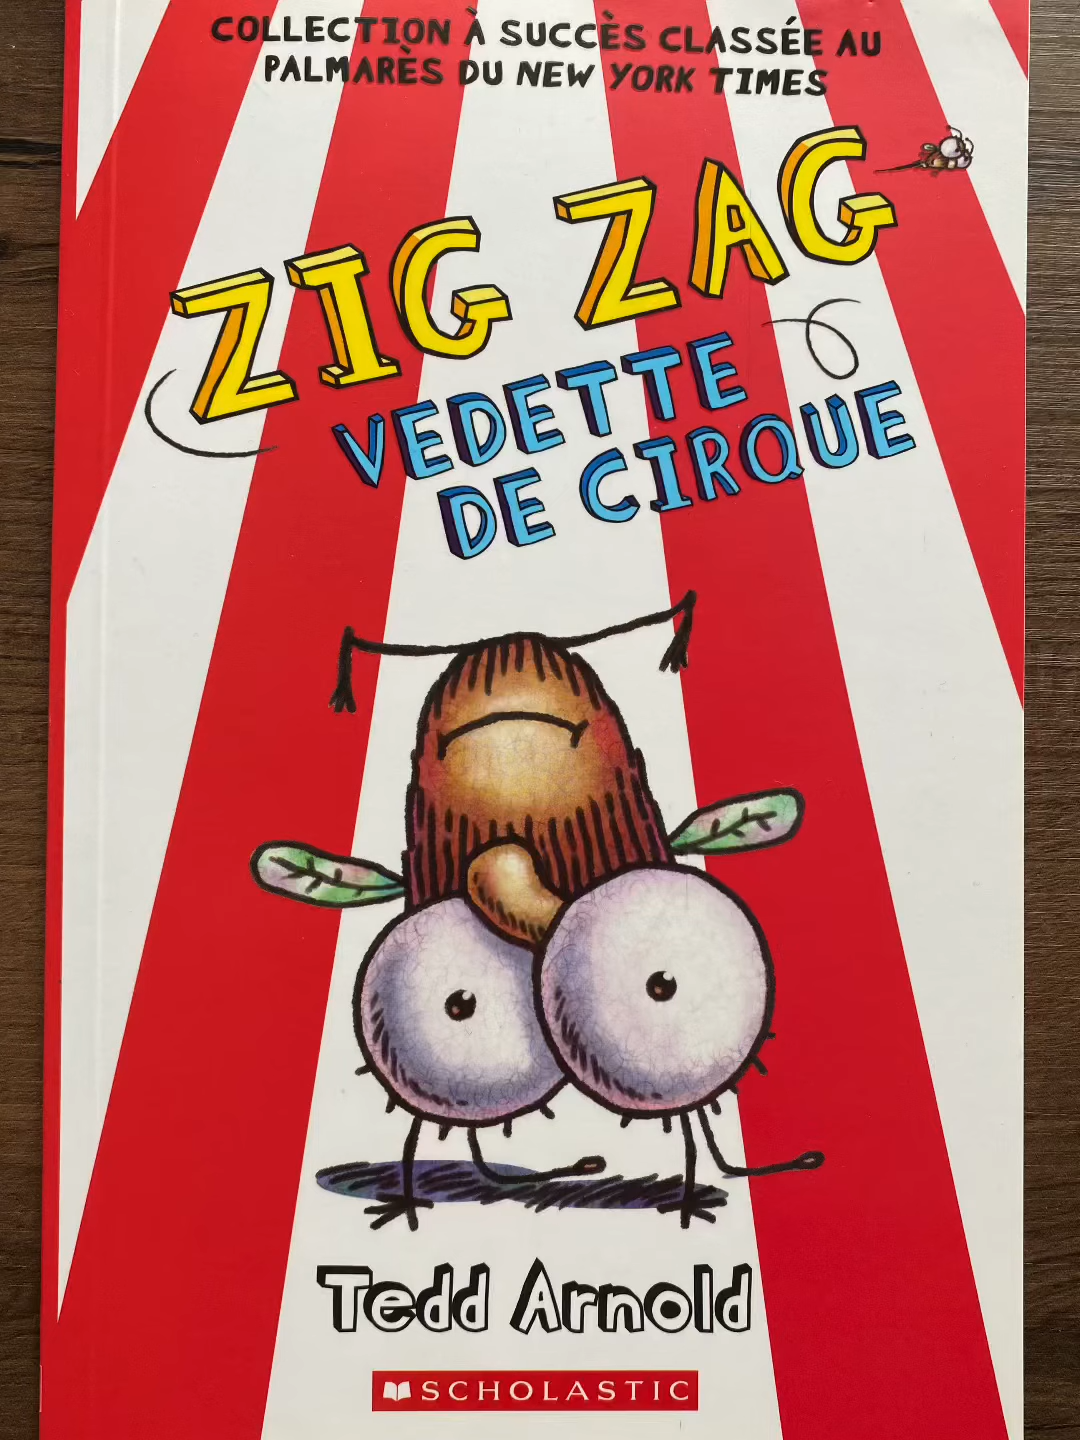 COLLECTION À SUCCÈS CLASSÉE AU
PALMARÈS DU NEW YORK TIMES
ZIG ZAG
VEDETTE
DE CIRQUE
Tedd Arnold
SCHOLASTIC